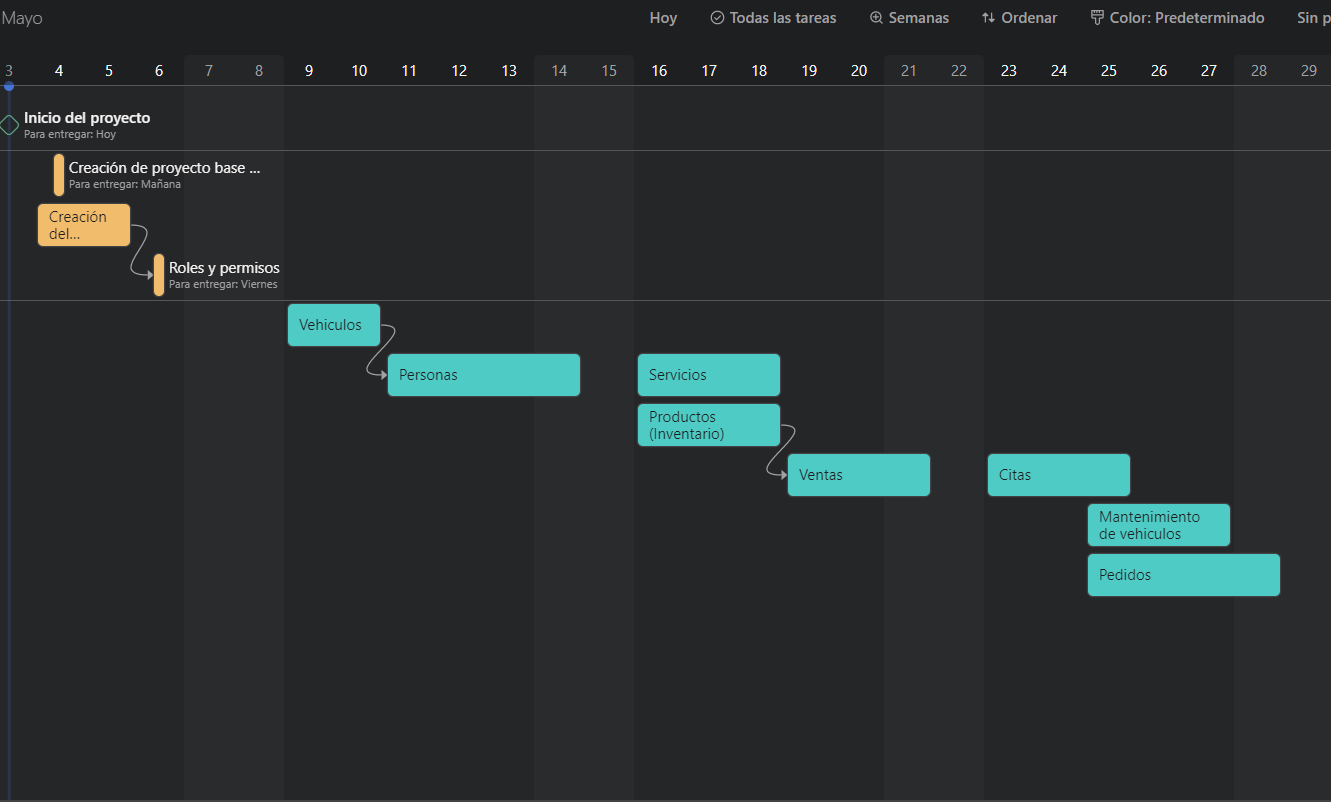 Mayo
Hoy
Todas las tareas
Semanas
Ordenar
Color: Predeterminado
Sin p
3 4 5 6 7 8 9 10 11 12 13 14 15 16 17 18 19 20 21 22 23 24 25 26 27 28 29
Inicio del proyecto
Para entregar: Hoy
Creación de proyecto base ...
Para entregar: Mañana
Creación
del...
Roles y permisos
Para entregar: Viernes
Vehiculos
Personas
Servicios
Productos
(Inventario)
Ventas
Citas
Mantenimiento
de vehiculos
Pedidos